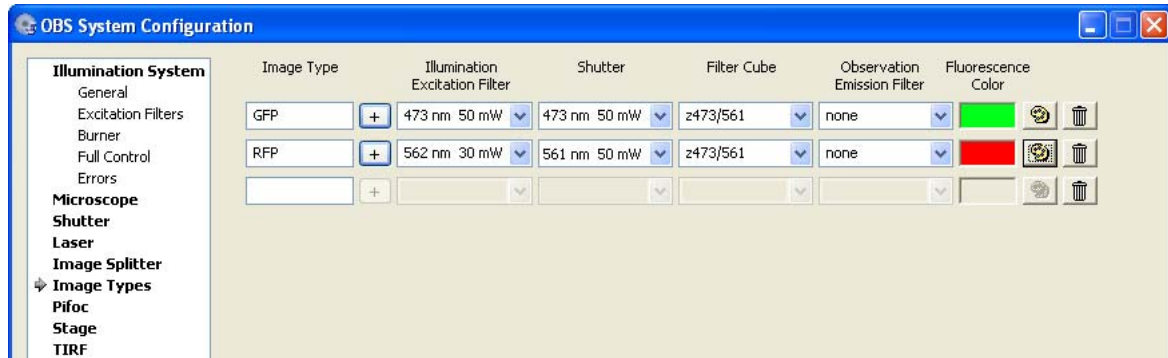 OBS System Configuration
Illumination System
General
Excitation Filters
Burner
Full Control
Errors
Microscope
Shutter
Laser
Image Splitter
Image Types
Pifoc
Stage
TIRF
Image Type Illumination Excitation Filter Shutter Filter Cube Observation Emission Filter Fluorescence Color
GFP + 473 nm 50 mW 473 nm 50 mW z473/561 none
RFP + 562 nm 30 mW 561 nm 50 mW z473/561 none
+